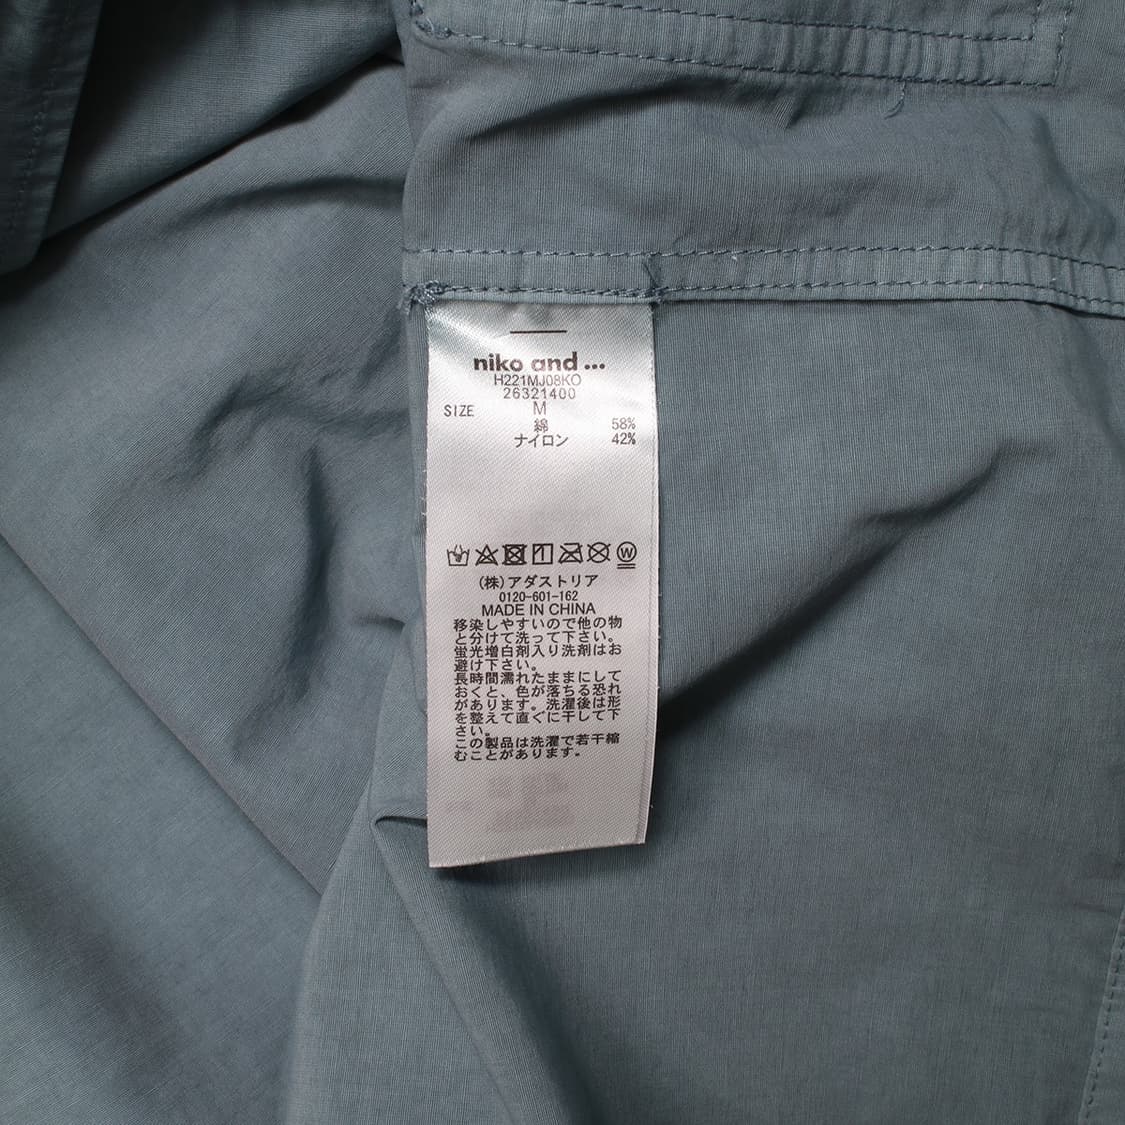 niko and ...
H221MJ08KO
26321400
SIZE M
綿 58%
ナイロン 42%
W
(株)アダストリア
0120-601-162
MADE IN CHINA
移染しやすいので他の物
と分けて洗って下さい。
蛍光増白剤入り洗剤はお
避け下さい。
長時間濡れたままにして
おくと、色が落ちる恐れ
があります。洗濯後は形
を整えて直ぐに干して下
さい。
この製品は洗濯で若干縮
むことがあります。